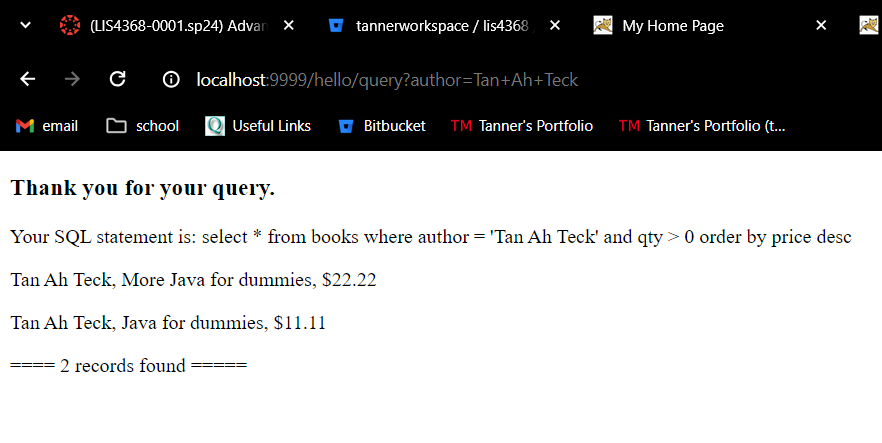 (LIS4368-0001.sp24) Advan
tannerworkspace / lis4368
My Home Page
localhost:9999/hello/query?author=Tan+Ah+Teck
email
school
Useful Links
Bitbucket
TM Tanner's Portfolio
TM Tanner's Portfolio (t...
Thank you for your query.
Your SQL statement is: select * from books where author = 'Tan Ah Teck' and qty > 0 order by price desc
Tan Ah Teck, More Java for dummies, $22.22
Tan Ah Teck, Java for dummies, $11.11
==== 2 records found =====